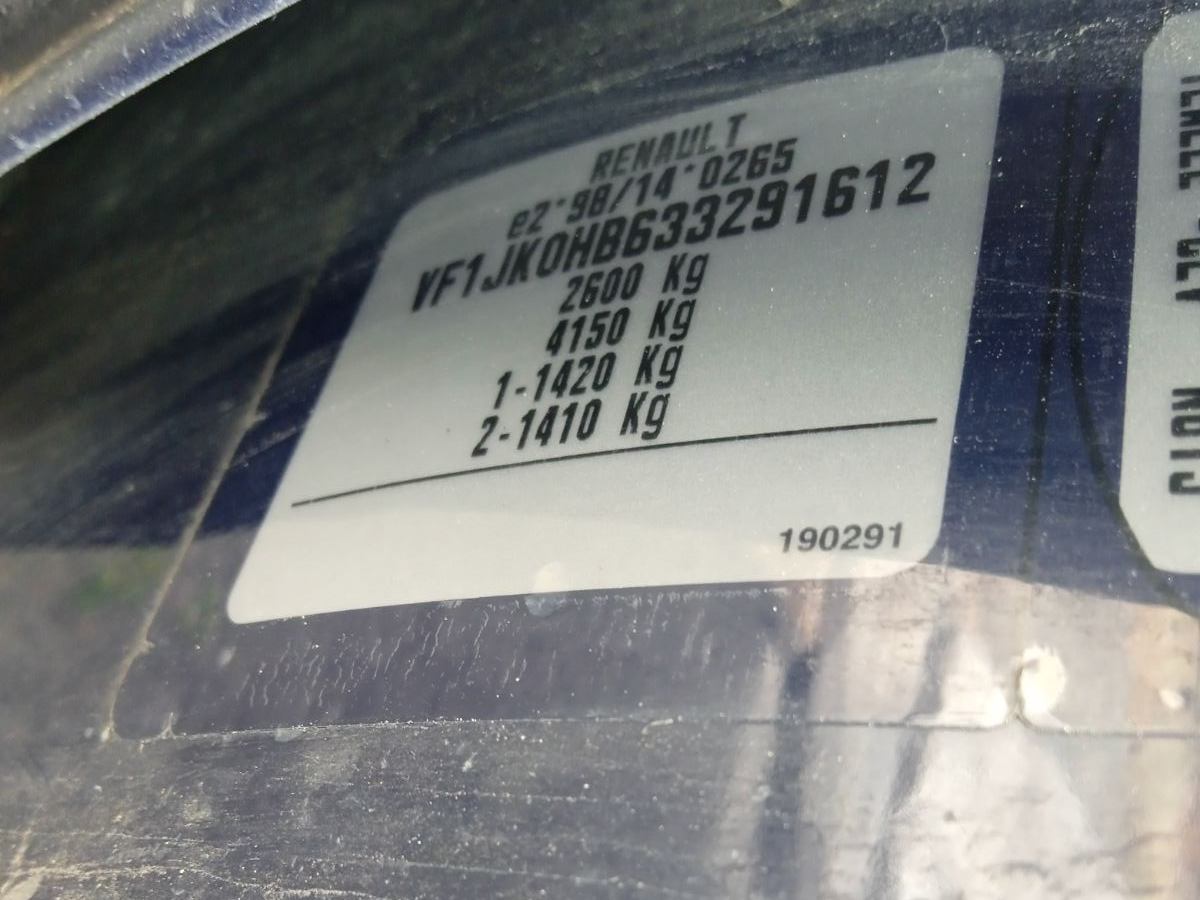 RENAULT
e2*98/14*0265
VF1JK0HB633291612
2600 Kg
4150 Kg
1-1420 Kg
2-1410 Kg
190291